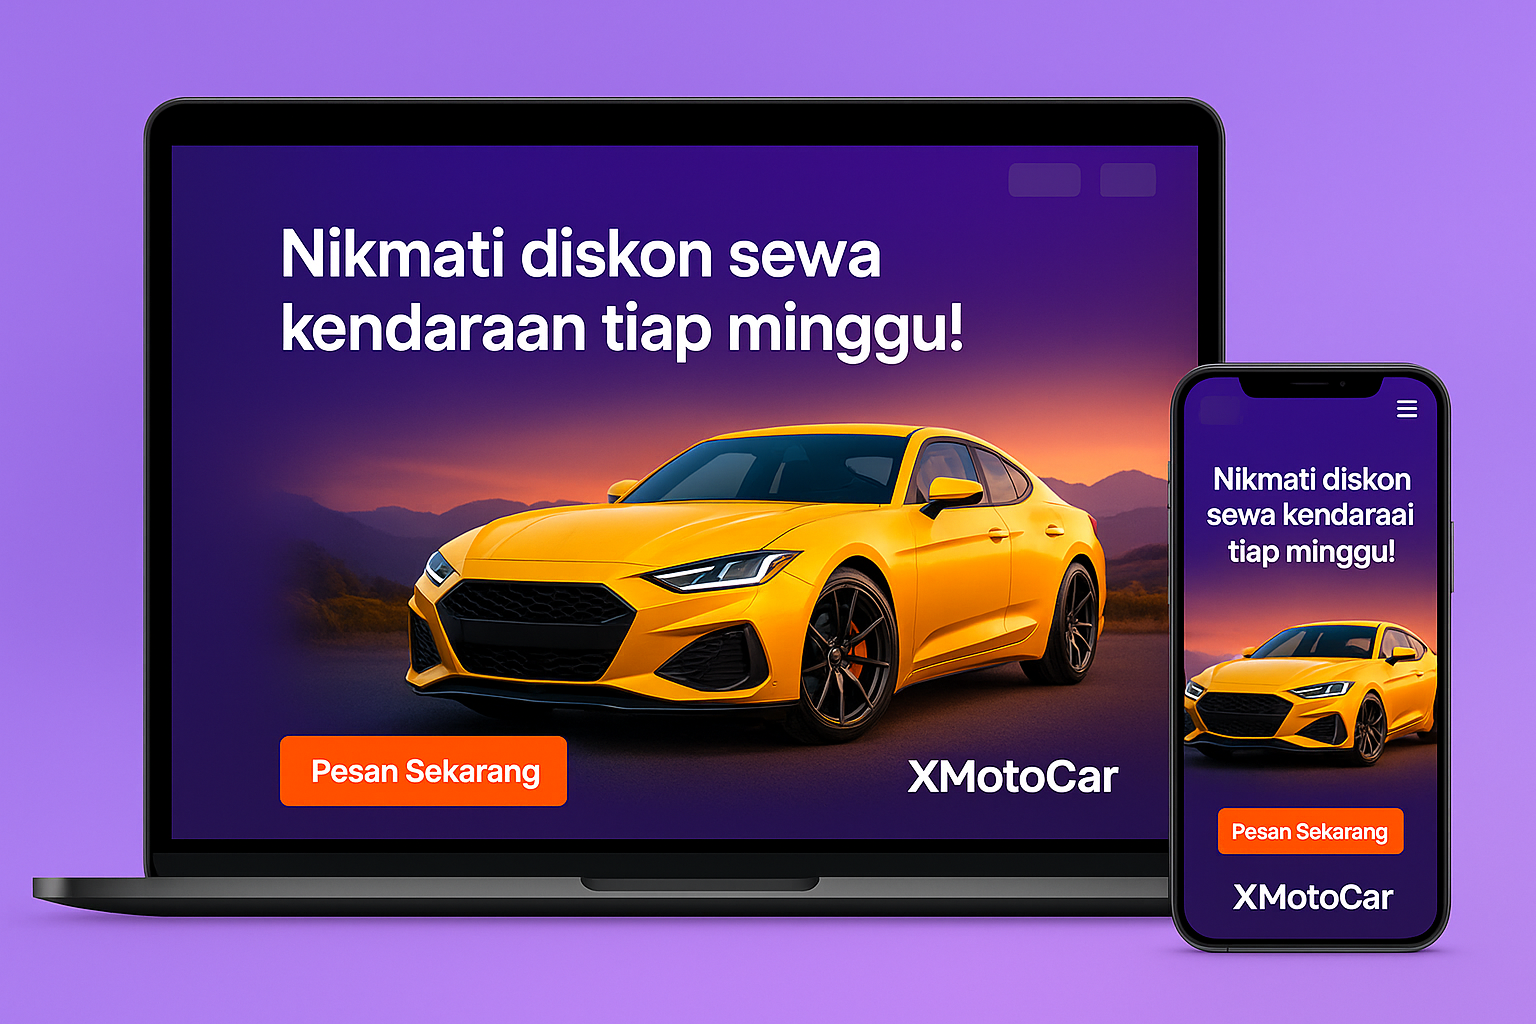 Nikmati diskon sewa
kendaraan tiap minggu!
Pesan Sekarang
XMotoCar
Nikmati diskon
sewa kendaraai
tiap minggu!
Pesan Sekarang
XMotoCar